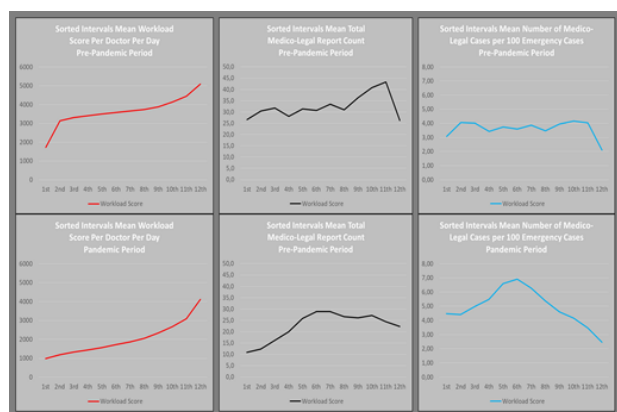 Sorted Intervals Mean Workload
Score Per Doctor Per Day
Pre-Pandemic Period
6000
5000
4000
3000
2000
1000
0
1st 2nd 3rd 4th 5th 6th 7th 8th 9th 10th 11th 12th
Workload Score
Sorted Intervals Mean Total
Medico-Legal Report Count
Pre-Pandemic Period
50,0
45,0
40,0
35,0
30,0
25,0
20,0
15,0
10,0
5,0
0,0
1st 2nd 3rd 4th 5th 6th 7th 8th 9th 10th 11th 12th
Workload Score
Sorted Intervals Mean Number of Medico-
Legal Cases per 100 Emergency Cases
Pre-Pandemic Period
8,00
7,00
6,00
5,00
4,00
3,00
2,00
1,00
0,00
1st 2nd 3rd 4th 5th 6th 7th 8th 9th 10th 11th 12th
Workload Score
Sorted Intervals Mean Workload
Score Per Doctor Per Day
Pandemic Period
6000
5000
4000
3000
2000
1000
0
1st 2nd 3rd 4th 5th 6th 7th 8th 9th 10th 11th 12th
Workload Score
Sorted Intervals Mean Total
Medico-Legal Report Count
Pre-Pandemic Period
50,0
45,0
40,0
35,0
30,0
25,0
20,0
15,0
10,0
5,0
0,0
1st 2nd 3rd 4th 5th 6th 7th 8th 9th 10th 11th 12th
Workload Score
Sorted Intervals Mean Number of Medico-
Legal Cases per 100 Emergency Cases
Pandemic Period
8,00
7,00
6,00
5,00
4,00
3,00
2,00
1,00
0,00
1st 2nd 3rd 4th 5th 6th 7th 8th 9th 10th 11th 12th
Workload Score